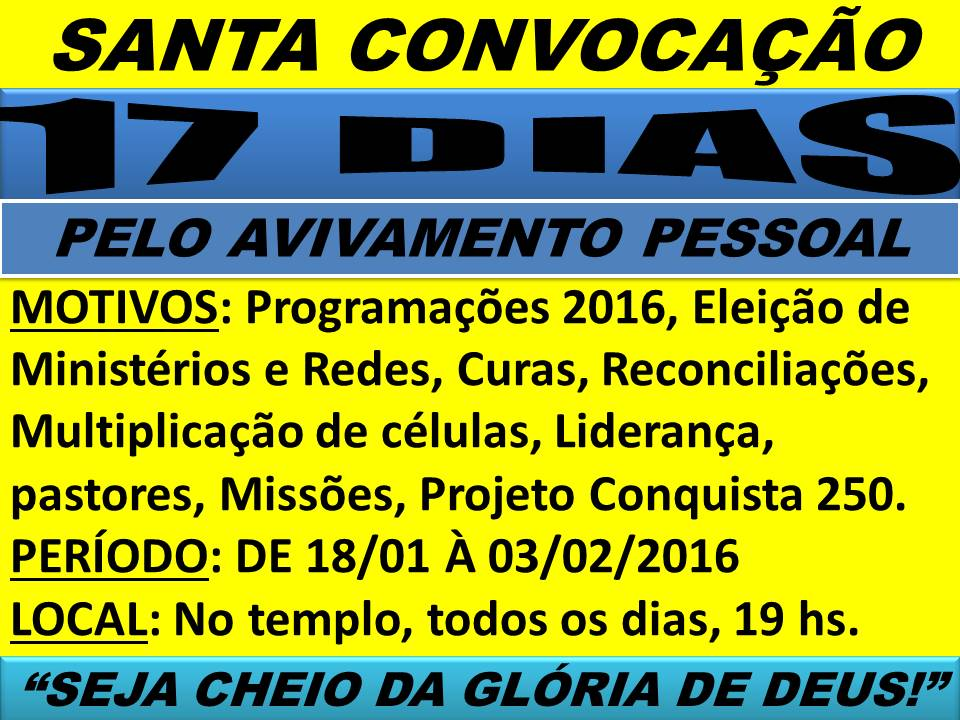 SANTA CONVOCAÇÃO
17 DIAS
PELO AVIVAMENTO PESSOAL
MOTIVOS: Programações 2016, Eleição de
Ministérios e Redes, Curas, Reconciliações,
Multiplicação de células, Liderança,
pastores, Missões, Projeto Conquista 250.
PERÍODO: DE 18/01 À 03/02/2016
LOCAL: No templo, todos os dias, 19 hs.
“SEJA CHEIO DA GLÓRIA DE DEUS!”